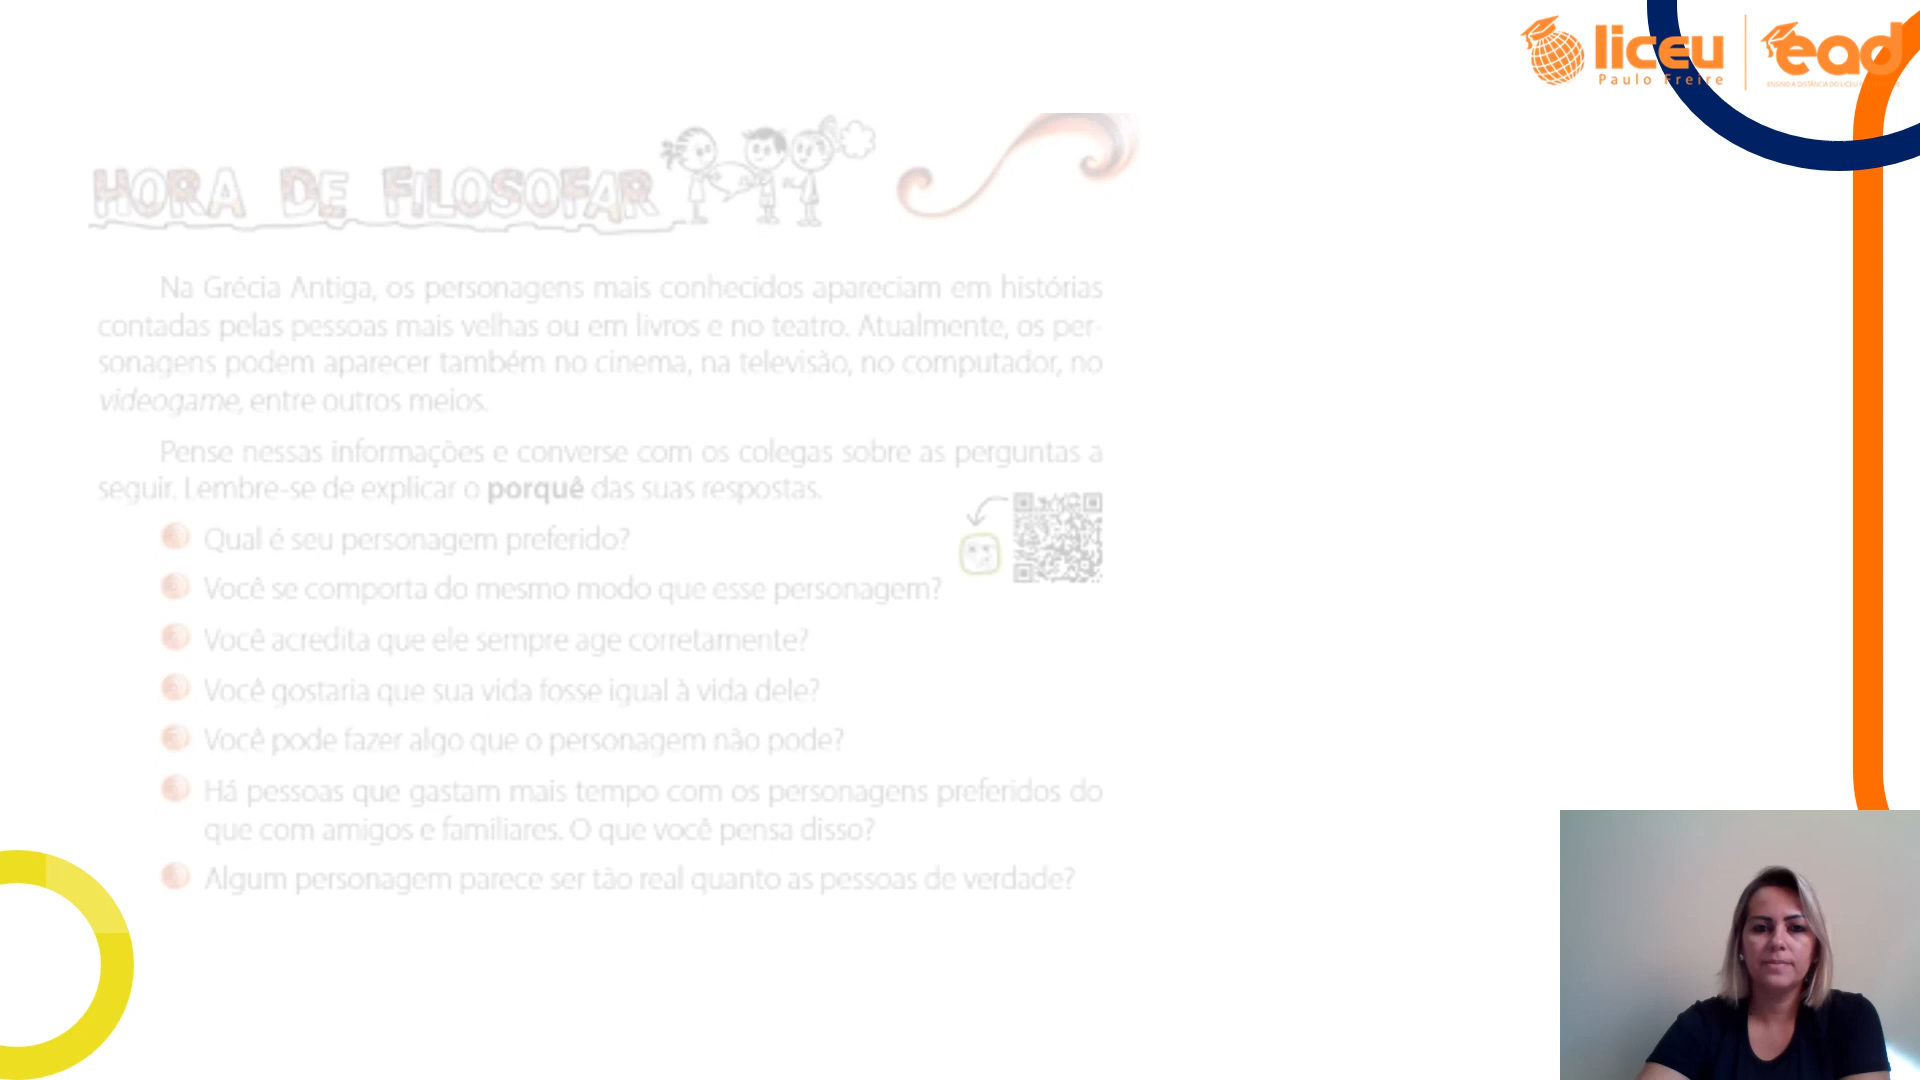 liceu
Paulo Freire
ead
HORA DE FILOSOFAR
Na Grécia Antiga, os personagens mais conhecidos apareciam em histórias
contadas pelas pessoas mais velhas ou em livros e no teatro. Atualmente, os per-
sonagens podem aparecer também no cinema, na televisão, no computador, no
videogame, entre outros meios.
Pense nessas informações e converse com os colegas sobre as perguntas a
seguir. Lembre-se de explicar o porquê das suas respostas.
Qual é seu personagem preferido?
Você se comporta do mesmo modo que esse personagem?
Você acredita que ele sempre age corretamente?
Você gostaria que sua vida fosse igual à vida dele?
Você pode fazer algo que o personagem não pode?
Há pessoas que gastam mais tempo com os personagens preferidos do
que com amigos e familiares. O que você pensa disso?
Algum personagem parece ser tão real quanto as pessoas de verdade?